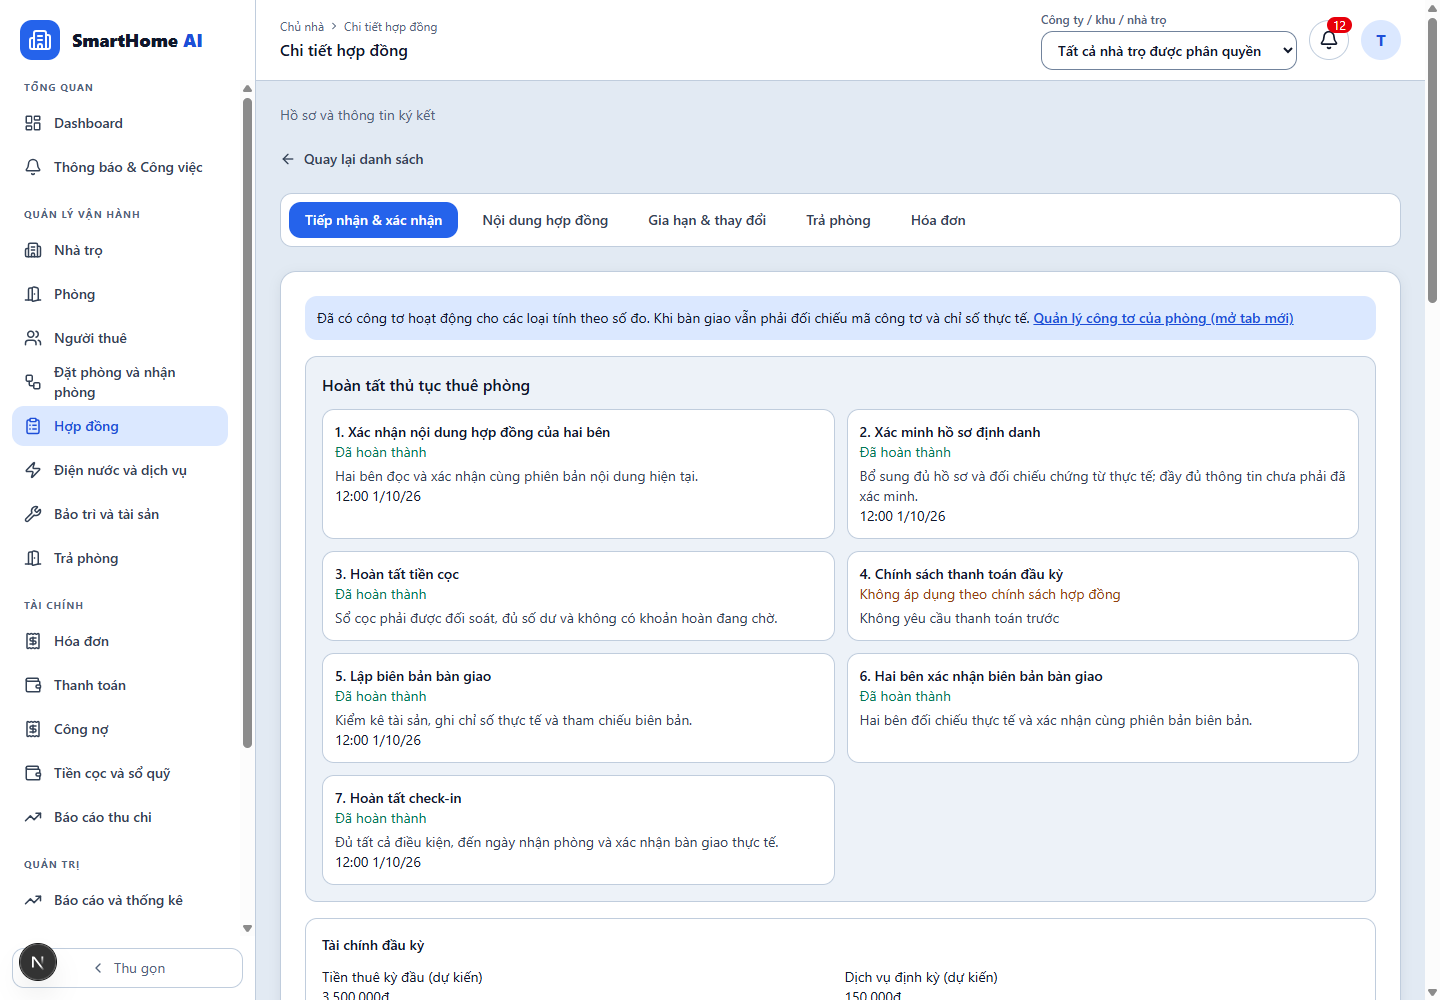 SmartHome AI
TỔNG QUAN
Dashboard
Thông báo & Công việc
QUẢN LÝ VẬN HÀNH
Nhà trọ
Phòng
Người thuê
Đặt phòng và nhận
phòng
Hợp đồng
Điện nước và dịch vụ
Bảo trì và tài sản
Trả phòng
TÀI CHÍNH
Hóa đơn
Thanh toán
Công nợ
Tiền cọc và sổ quỹ
Báo cáo thu chi
QUẢN TRỊ
Báo cáo và thống kê
N
Thu gọn
Chủ nhà > Chi tiết hợp đồng
Chi tiết hợp đồng
Công ty / khu / nhà trọ
Tất cả nhà trọ được phân quyền
12
T
Hồ sơ và thông tin ký kết
Quay lại danh sách
Tiếp nhận & xác nhận
Nội dung hợp đồng
Gia hạn & thay đổi
Trả phòng
Hóa đơn
Đã có công tơ hoạt động cho các loại tính theo số đo. Khi bàn giao vẫn phải đối chiếu mã công tơ và chỉ số thực tế. Quản lý công tơ của phòng (mở tab mới)
Hoàn tất thủ tục thuê phòng
1. Xác nhận nội dung hợp đồng của hai bên
Đã hoàn thành
Hai bên đọc và xác nhận cùng phiên bản nội dung hiện tại.
12:00 1/10/26
2. Xác minh hồ sơ định danh
Đã hoàn thành
Bổ sung đủ hồ sơ và đối chiếu chứng từ thực tế; đầy đủ thông tin chưa phải đã
xác minh.
12:00 1/10/26
3. Hoàn tất tiền cọc
Đã hoàn thành
Sổ cọc phải được đối soát, đủ số dư và không có khoản hoàn đang chờ.
4. Chính sách thanh toán đầu kỳ
Không áp dụng theo chính sách hợp đồng
Không yêu cầu thanh toán trước
5. Lập biên bản bàn giao
Đã hoàn thành
Kiểm kê tài sản, ghi chỉ số thực tế và tham chiếu biên bản.
12:00 1/10/26
6. Hai bên xác nhận biên bản bàn giao
Đã hoàn thành
Hai bên đối chiếu thực tế và xác nhận cùng phiên bản biên bản.
7. Hoàn tất check-in
Đã hoàn thành
Đủ tất cả điều kiện, đến ngày nhận phòng và xác nhận bàn giao thực tế.
12:00 1/10/26
Tài chính đầu kỳ
Tiền thuê kỳ đầu (dự kiến)
3.500.000đ
Dịch vụ định kỳ (dự kiến)
150.000đ